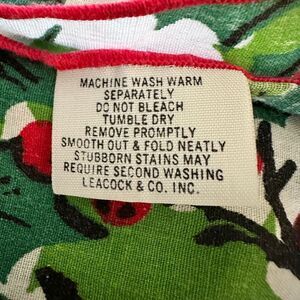 MACHINE WASH WARM
SEPARATELY
DO NOT BLEACH
TUMBLE DRY
REMOVE PROMPTLY
SMOOTH OUT & FOLD NEATLY
STUBBORN STAINS MAY
REQUIRE SECOND WASHING
LEACOCK & CO. INC.